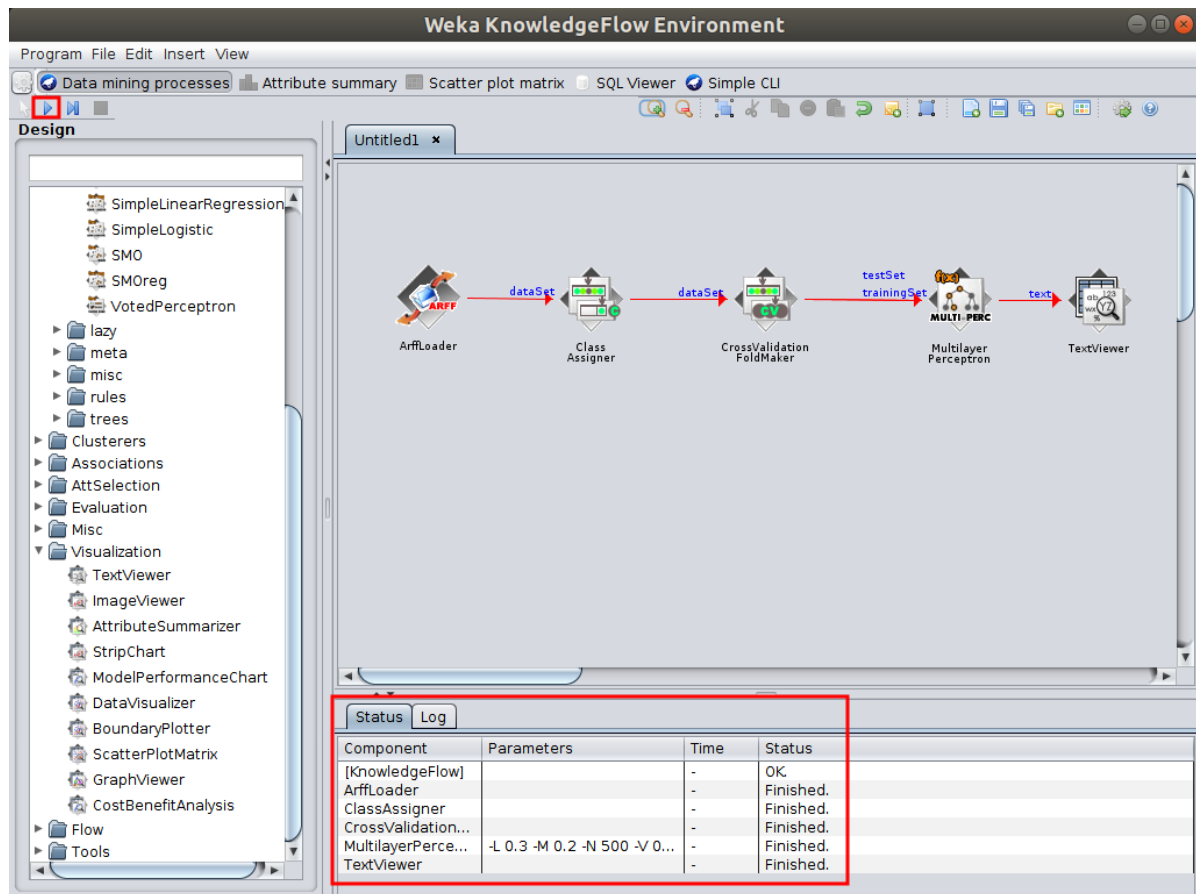 Weka KnowledgeFlow Environment
Program File Edit Insert View
Data mining processes Attribute summary Scatter plot matrix SQL Viewer Simple CLI
Design
Untitled1
SimpleLinearRegression
SimpleLogistic
SMO
SMOreg
VotedPerceptron
lazy
meta
misc
rules
trees
Clusterers
Associations
AttSelection
Evaluation
Misc
Visualization
TextViewer
ImageViewer
AttributeSummarizer
StripChart
ModelPerformanceChart
DataVisualizer
BoundaryPlotter
ScatterPlotMatrix
GraphViewer
CostBenefitAnalysis
Flow
Tools
ARFF
ArffLoader
dataSet
C
Class
Assigner
dataSet
CV
CrossValidation
FoldMaker
testSet
trainingSet
f(x)
MULTI-PERC
Multilayer
Perceptron
text
TextViewer
Status Log
Component Parameters Time Status
[KnowledgeFlow] - OK.
ArffLoader - Finished.
ClassAssigner - Finished.
CrossValidation... - Finished.
MultilayerPerce... -L 0.3 -M 0.2 -N 500 -V 0... - Finished.
TextViewer - Finished.